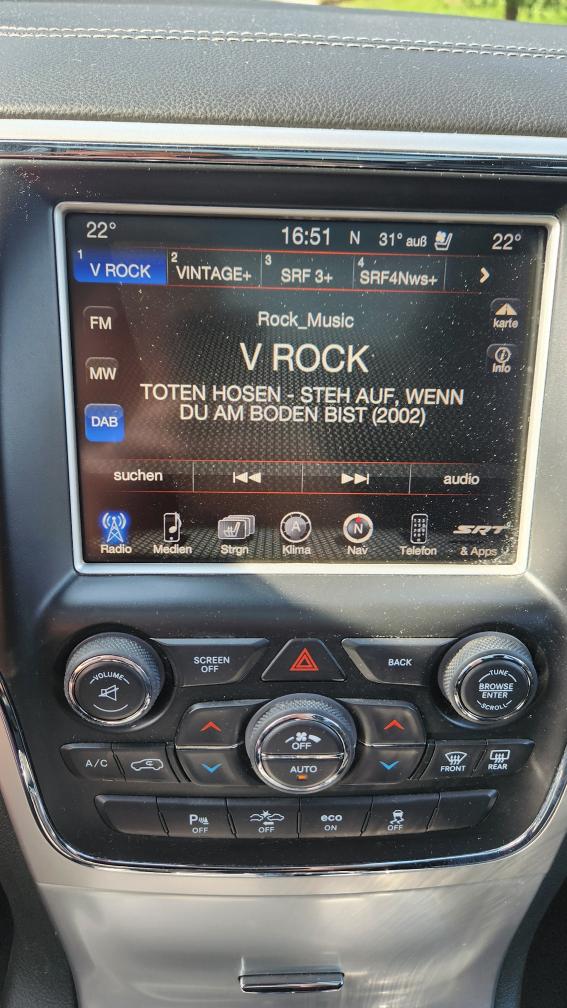 22° 16:51 N 31° auß 22°
1 V ROCK 2 VINTAGE+ 3 SRF 3+ 4 SRF4Nws+
FM
Rock_Music
karte
V ROCK
Info
MW
TOTEN HOSEN - STEH AUF, WENN
DU AM BODEN BIST (2002)
DAB
suchen audio
A N SRT
Radio Medien Strgn Klima Nav Telefon & Apps
VOLUME
SCREEN
OFF
BACK
TUNE
BROWSE
ENTER
SCROLL
OFF
AUTO
A/C
FRONT
REAR
P OFF
OFF
eco
ON
OFF